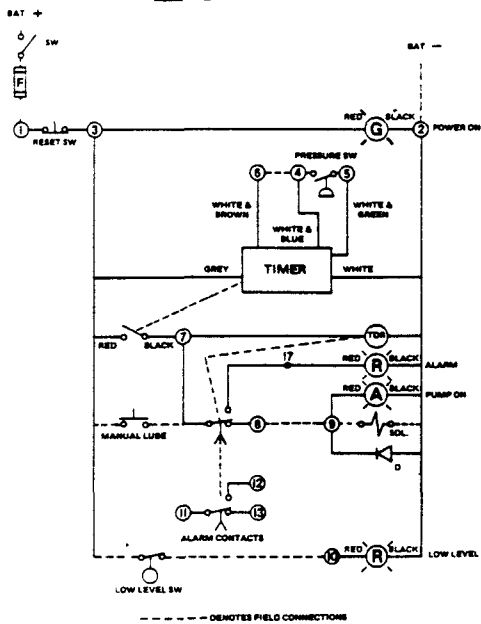 BAT +
SW
BAT -
F
RED BLACK
1 3 G 2 POWER ON
RESET SW
PRESSURE SW
6 4 5
WHITE & BROWN
WHITE & BLUE
WHITE & GREEN
GREY TIMER WHITE
RED BLACK 7 TDR
17 RED R BLACK ALARM
RED A BLACK PUMP ON
MANUAL LUBE 8 9 SOL.
D
12
11 13
ALARM CONTACTS
10 RED R BLACK LOW LEVEL
LOW LEVEL SW
DENOTES FIELD CONNECTIONS